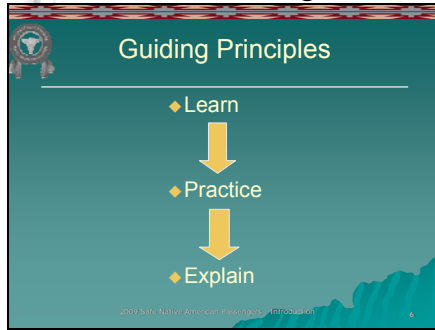 Guiding Principles
Learn
Practice
Explain
2009 Safe Native American Passengers - Introduction
6